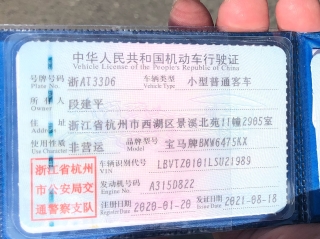 中华人民共和国机动车行驶证
Vehicle License of the People's Republic of China
号牌号码 浙AT33D6 车辆类型 小型普通客车
Plate No. Vehicle Type
所有人 段建平
Owner
住址 浙江省杭州市西湖区景溪北苑11幢2905室
Address
使用性质 非营运 品牌型号 宝马牌BMW6475KX
Use Character Model
浙江省杭州市公安局交通警察支队
车辆识别代号 LBVTZ0101LSU21989
VIN
发动机号码 A315D822
Engine No.
注册日期 2020-01-20 发证日期 2021-08-18
Register Date Issue Date